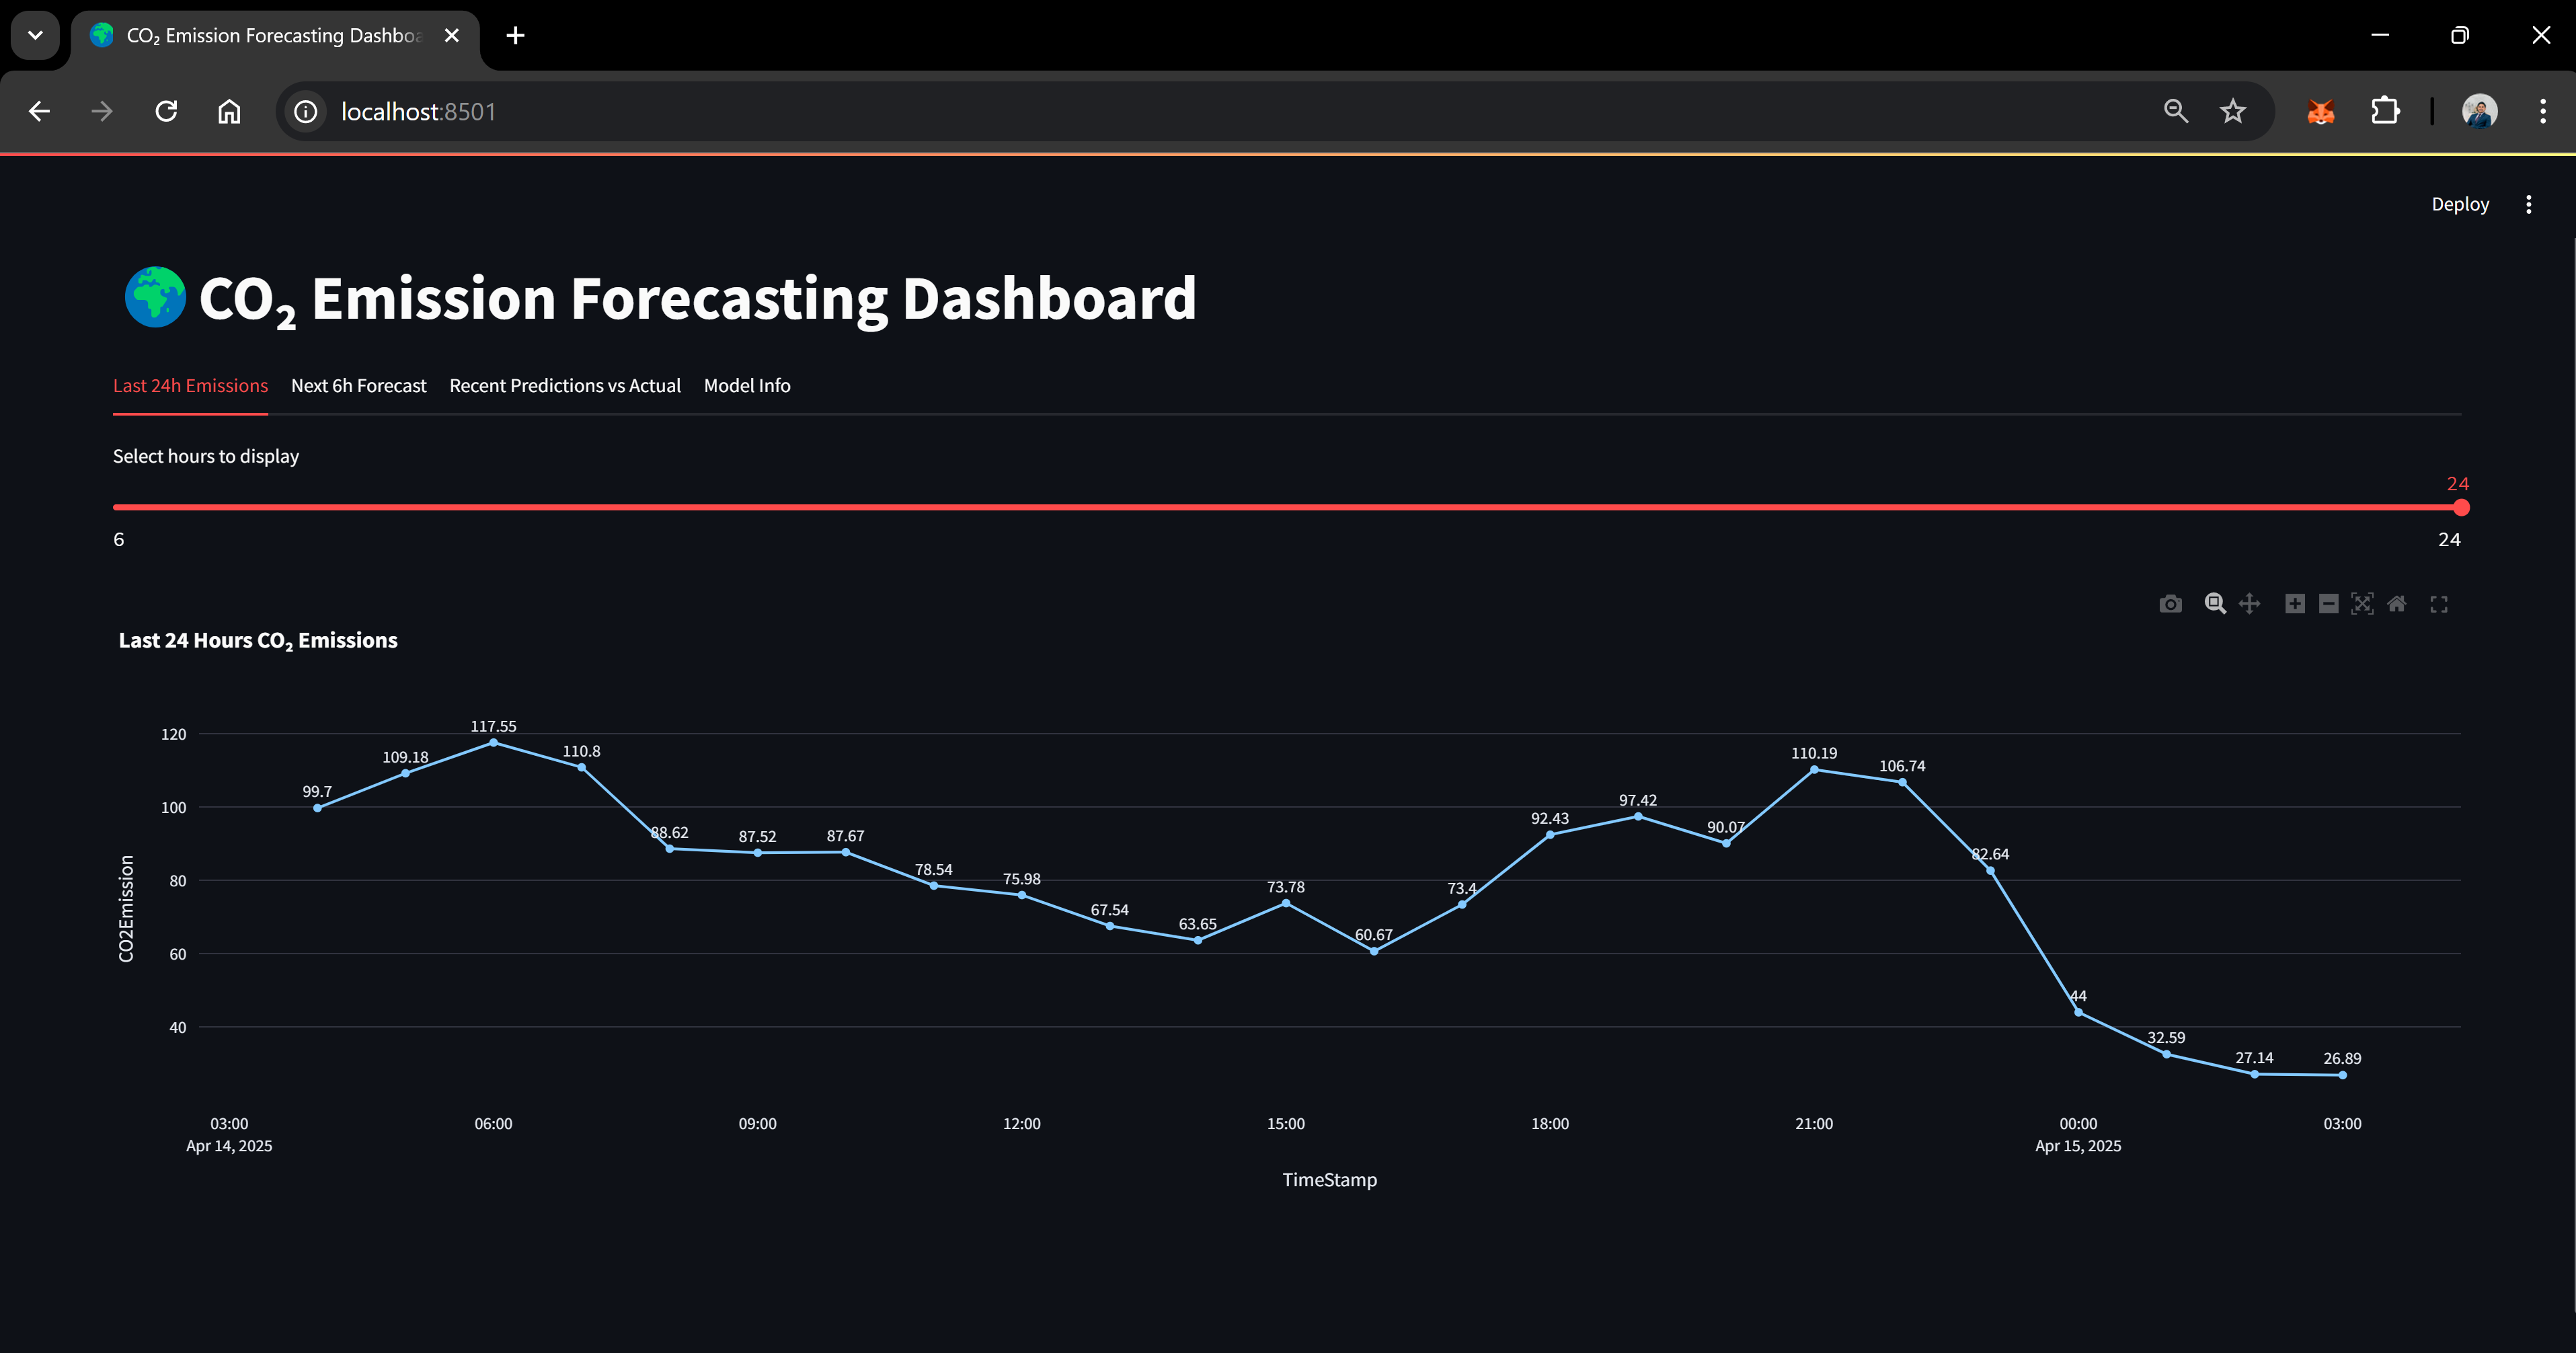 CO₂ Emission Forecasting Dashboa
localhost:8501
Deploy
CO₂ Emission Forecasting Dashboard
Last 24h Emissions Next 6h Forecast Recent Predictions vs Actual Model Info
Select hours to display
24
6 24
Last 24 Hours CO₂ Emissions
CO2Emission
120
100
80
60
40
99.7
109.18
117.55
110.8
88.62
87.52
87.67
78.54
75.98
67.54
63.65
73.78
60.67
73.4
92.43
97.42
90.07
110.19
106.74
82.64
44
32.59
27.14
26.89
03:00 06:00 09:00 12:00 15:00 18:00 21:00 00:00 03:00
Apr 14, 2025 Apr 15, 2025
TimeStamp